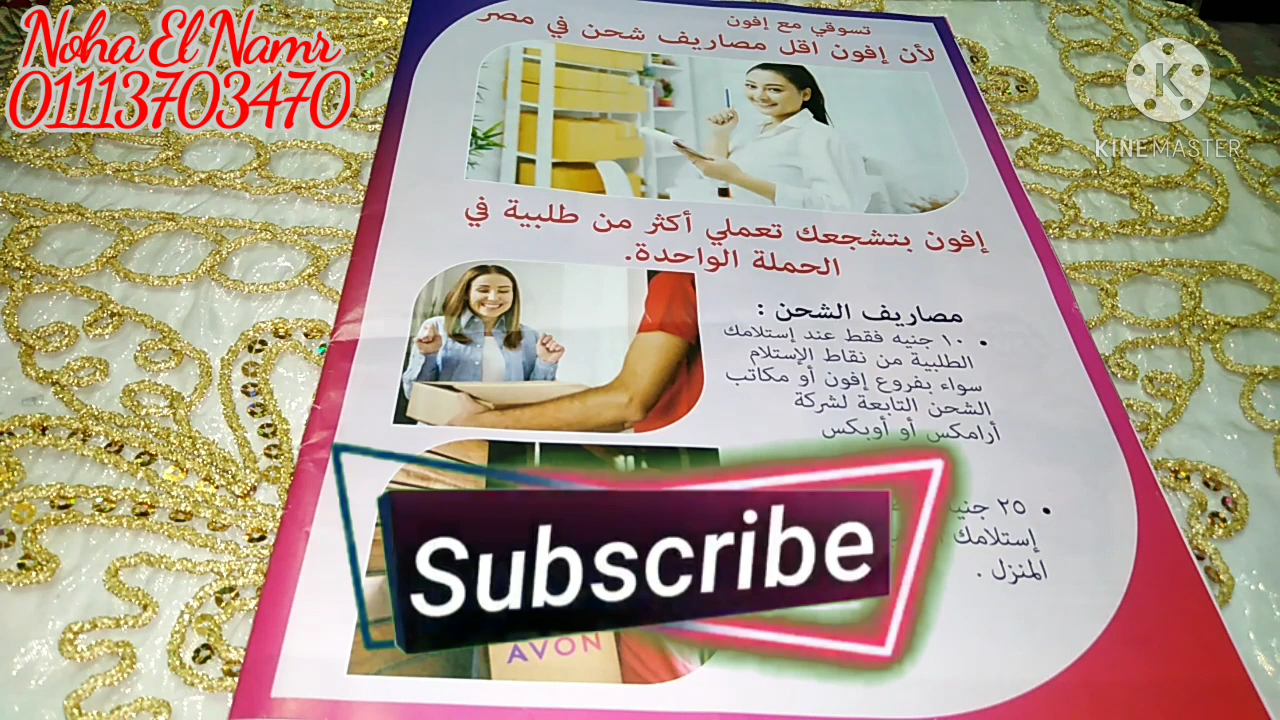 Noha El Namr
01113703470
KINEMASTER
تسوقي مع إفون
لأن إفون اقل مصاريف شحن في مصر
إفون بتشجعك تعملي أكثر من طلبية في
الحملة الواحدة.
مصاريف الشحن :
• ١٠ جنيه فقط عند إستلامك
الطلبية من نقاط الإستلام
سواء بفروع إفون أو مكاتب
الشحن التابعة لشركة
أرامكس أو أوبكس
• ٢٥ جنيه
إستلامك
المنزل .
Subscribe
AVON